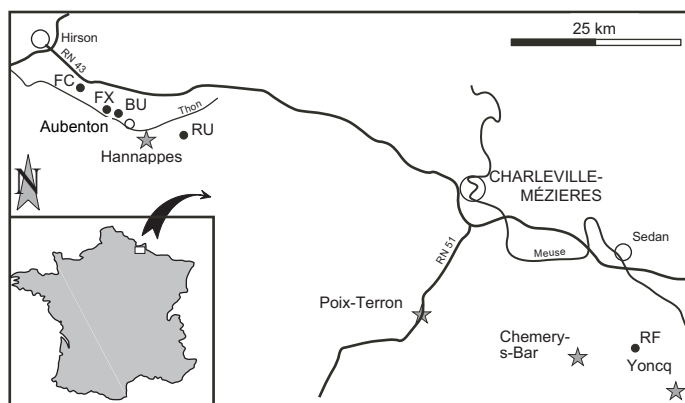 25 km
Hirson
RN 43
FC
FX
BU
Thon
Aubenton
RU
Hannappes
N
CHARLEVILLE-
MÉZIERES
Sedan
RN 51
Meuse
Poix-Terron
Chemery-
s-Bar
RF
Yoncq